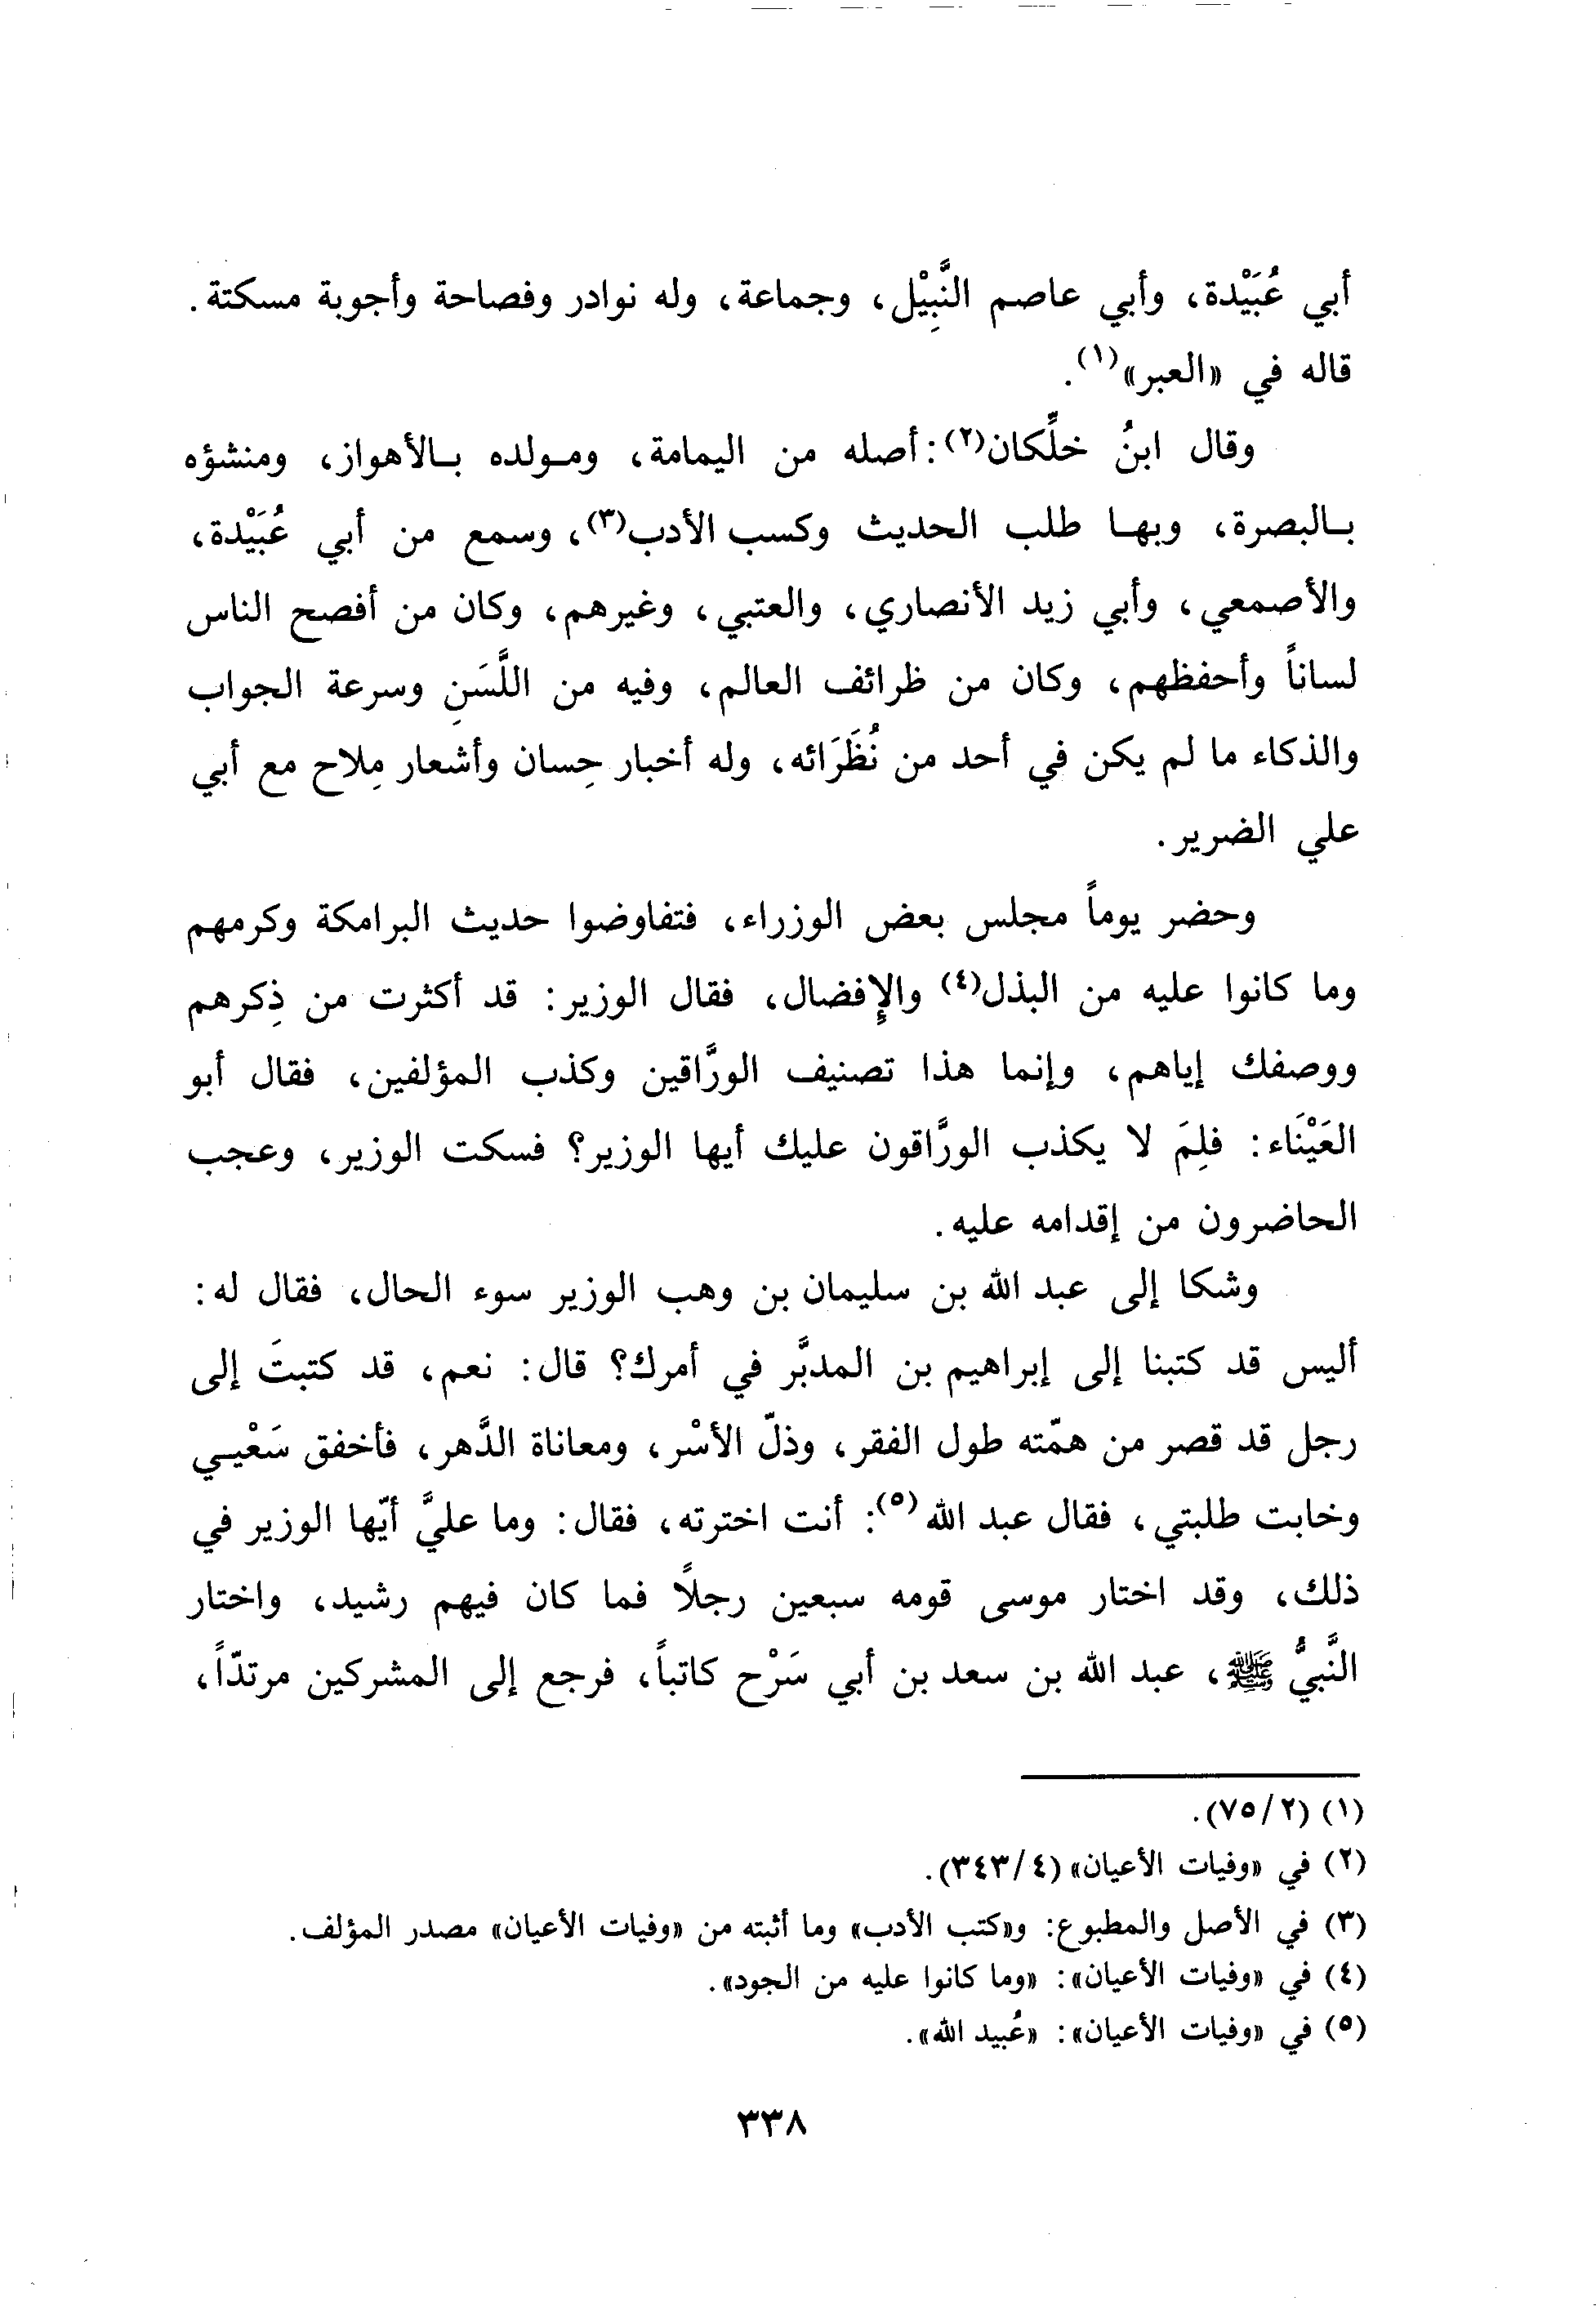 أبي عُبَيْدة، وأبي عاصم النَّبِيْل، وجماعة، وله نوادر وفصاحة وأجوبة مسكتة.
قاله في «العبر»(١).
وقال ابنُ خلِّكان(٢): أصله من اليمامة، ومولده بالأهواز، ومنشؤه
بالبصرة، وبها طلب الحديث وكسب الأدب(٣)، وسمع من أبي عُبَيْدة،
والأصمعي، وأبي زيد الأنصاري، والعتبي، وغيرهم، وكان من أفصح الناس
لساناً وأحفظهم، وكان من ظرائف العالم، وفيه من اللَّسَنِ وسرعة الجواب
والذكاء ما لم يكن في أحد من نُظَرَائه، وله أخبار حِسان وأشعار مِلاح مع أبي
علي الضرير.
وحضر يوماً مجلس بعض الوزراء، فتفاوضوا حديث البرامكة وكرمهم
وما كانوا عليه من البذل(٤) والإفضال، فقال الوزير: قد أكثرت من ذِكرهم
ووصفك إياهم، وإنما هذا تصنيف الورَّاقين وكذب المؤلفين، فقال أبو
العَيْنَاء: فلِمَ لا يكذب الورَّاقون عليك أيها الوزير؟ فسكت الوزير، وعجب
الحاضرون من إقدامه عليه.
وشكا إلى عبد الله بن سليمان بن وهب الوزير سوء الحال، فقال له:
أليس قد كتبنا إلى إبراهيم بن المدبَّر في أمرك؟ قال: نعم، قد كتبتَ إلى
رجل قد قصر من همّته طول الفقر، وذلّ الأسْر، ومعاناة الدَّهر، فأخفق سَعْيي
وخابت طلبتي، فقال عبد الله(٥): أنت اخترته، فقال: وما عليَّ أيّها الوزير في
ذلك، وقد اختار موسى قومه سبعين رجلًا فما كان فيهم رشيد، واختار
النَّبيُّ ﷺ، عبد الله بن سعد بن أبي سَرْح كاتباً، فرجع إلى المشركين مرتدّاً،
(١) (٢/ ٧٥).
(٢) في «وفيات الأعيان» (٤/ ٣٤٣).
(٣) في الأصل والمطبوع: و«كتب الأدب» وما أثبته من «وفيات الأعيان» مصدر المؤلف.
(٤) في «وفيات الأعيان»: «وما كانوا عليه من الجود».
(٥) في «وفيات الأعيان»: «عُبيد الله».
٣٣٨